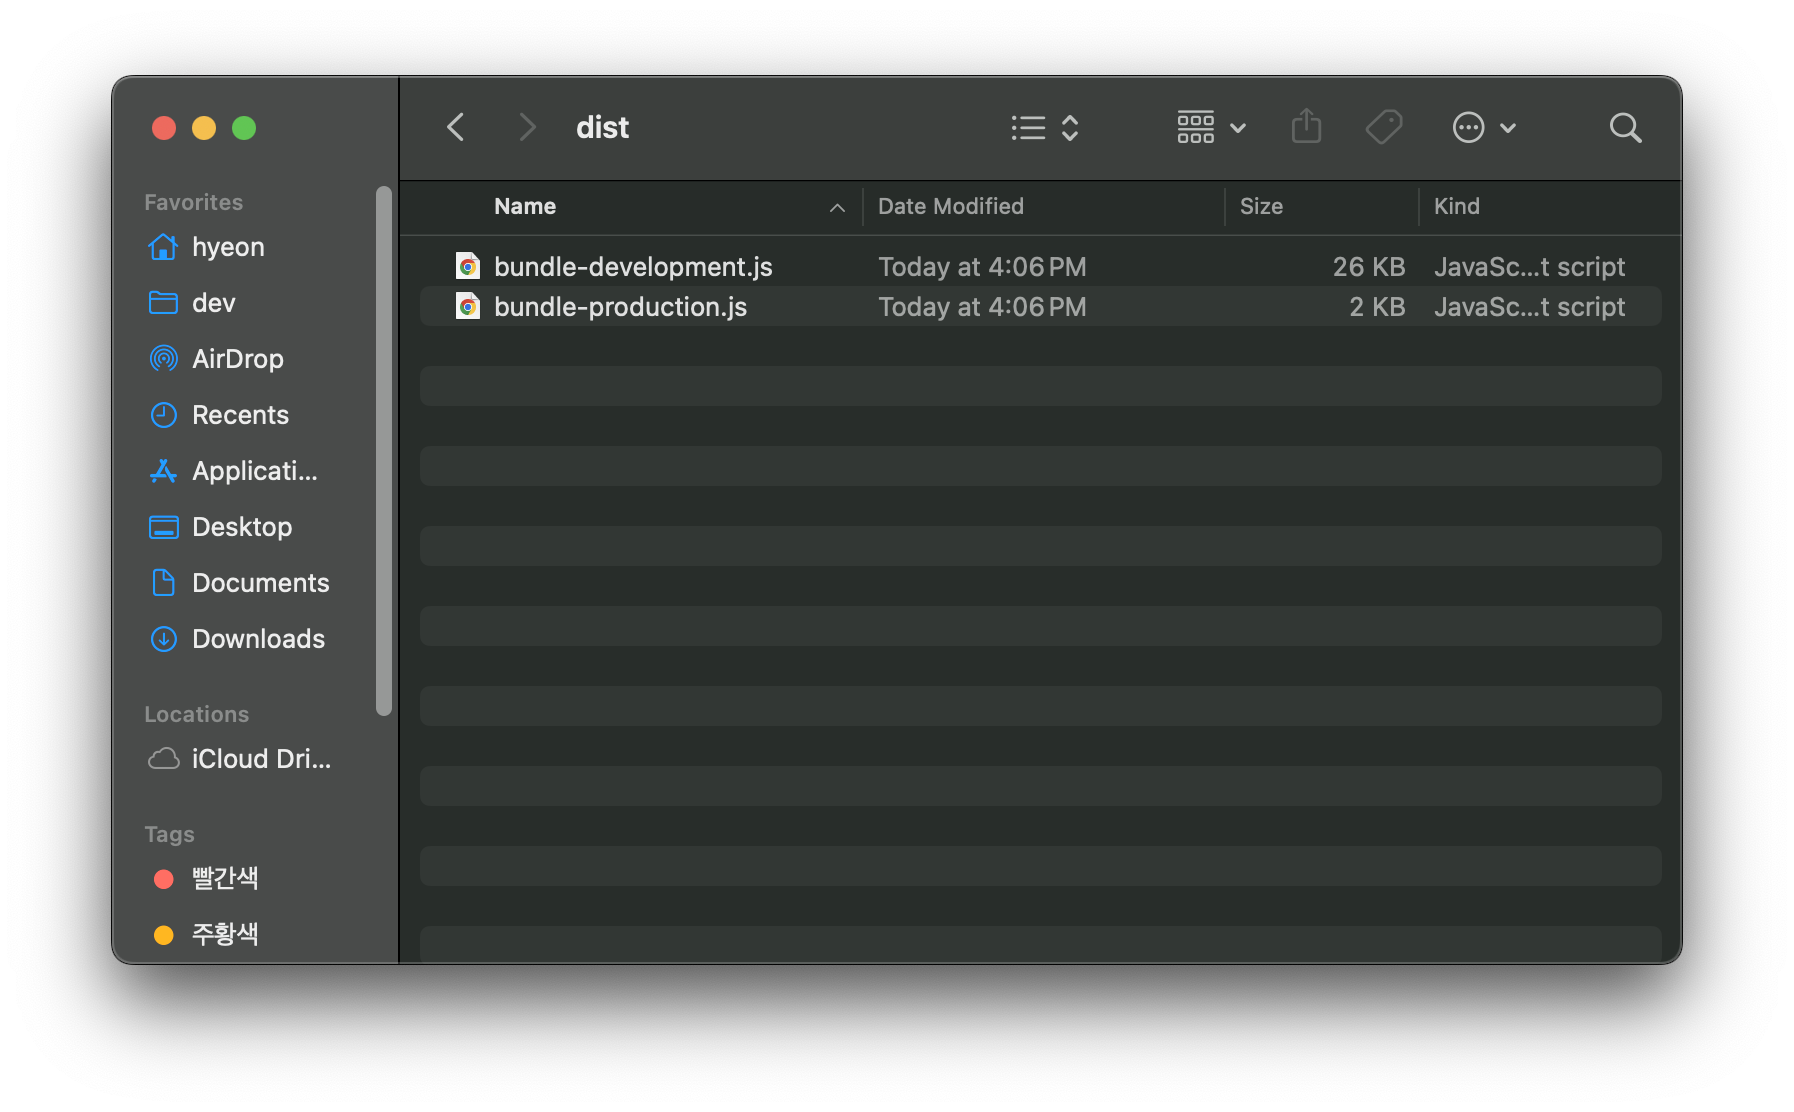 dist
Favorites
hyeon
dev
AirDrop
Recents
Applicati...
Desktop
Documents
Downloads
Locations
iCloud Dri...
Tags
빨간색
주황색
Name Date Modified Size Kind
bundle-development.js Today at 4:06 PM 26 KB JavaSc...t script
bundle-production.js Today at 4:06 PM 2 KB JavaSc...t script